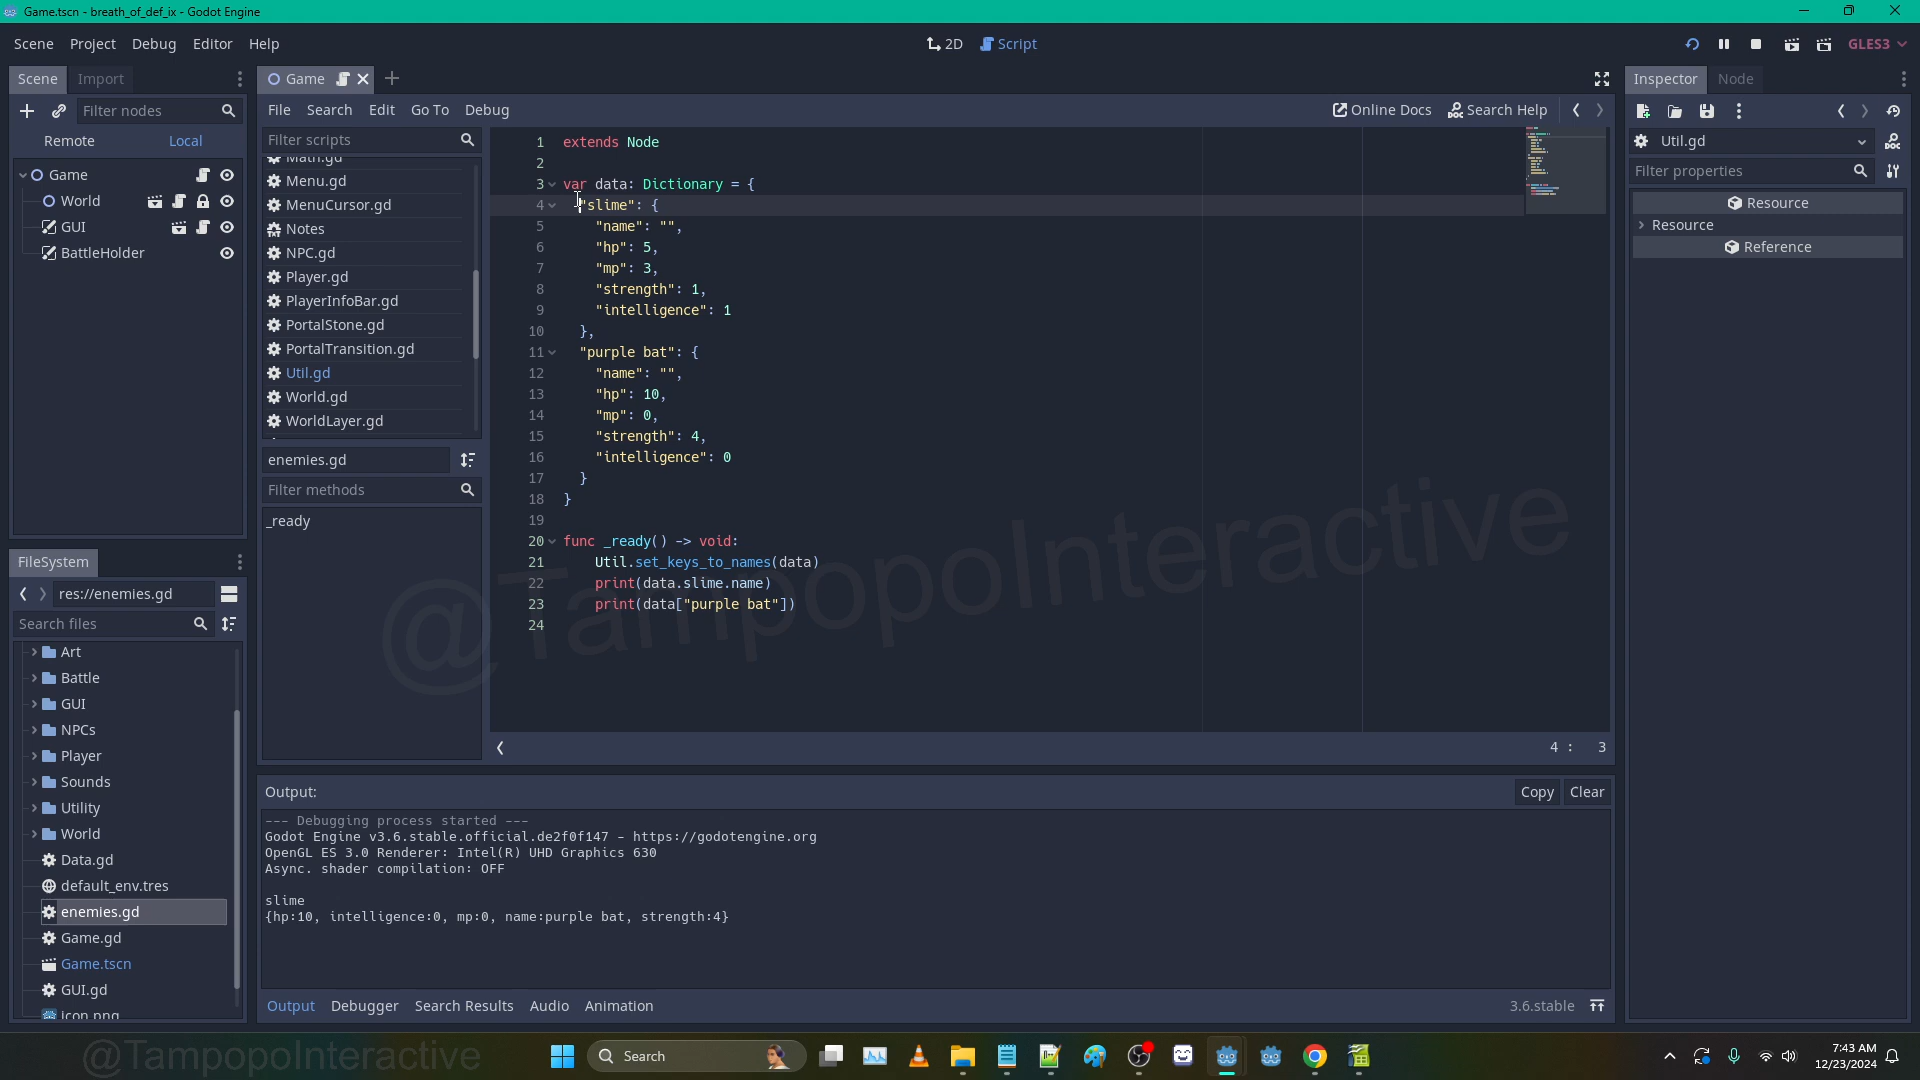 Game.tscn - breath_of_def_ix - Godot Engine
Scene Project Debug Editor Help
2D Script
GLES3
Scene Import
Filter nodes
Remote Local
Game
World
GUI
BattleHolder
Game
File Search Edit Go To Debug
Online Docs Search Help
Filter scripts
Math.gd
Menu.gd
MenuCursor.gd
Notes
NPC.gd
Player.gd
PlayerInfoBar.gd
PortalStone.gd
PortalTransition.gd
Util.gd
World.gd
WorldLayer.gd
enemies.gd
Filter methods
_ready
1 extends Node
2
3 var data: Dictionary = {
4 "slime": {
5 "name": "",
6 "hp": 5,
7 "mp": 3,
8 "strength": 1,
9 "intelligence": 1
10 },
11 "purple bat": {
12 "name": "",
13 "hp": 10,
14 "mp": 0,
15 "strength": 4,
16 "intelligence": 0
17 }
18 }
19
20 func _ready() -> void:
21 Util.set_keys_to_names(data)
22 print(data.slime.name)
23 print(data["purple bat"])
24
4 : 3
@TampopoInteractive
Inspector Node
Util.gd
Filter properties
Resource
Resource
Reference
FileSystem
res://enemies.gd
Search files
Art
Battle
GUI
NPCs
Player
Sounds
Utility
World
Data.gd
default_env.tres
enemies.gd
Game.gd
Game.tscn
GUI.gd
icon.png
Output:
Copy Clear
--- Debugging process started ---
Godot Engine v3.6.stable.official.de2f0f147 - https://godotengine.org
OpenGL ES 3.0 Renderer: Intel(R) UHD Graphics 630
Async. shader compilation: OFF
slime
{hp:10, intelligence:0, mp:0, name:purple bat, strength:4}
Output Debugger Search Results Audio Animation
3.6.stable
@TampopoInteractive
Search
7:43 AM
12/23/2024